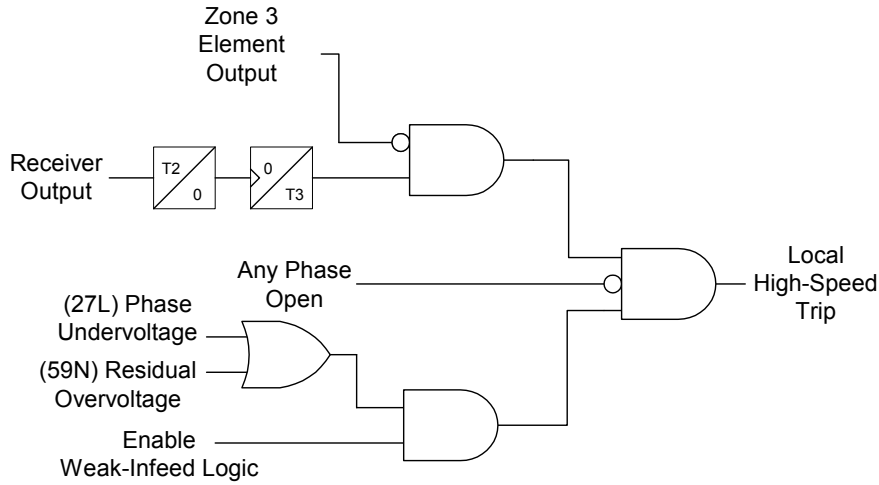 Zone 3
Element
Output
Receiver
Output
T2
0
0
T3
Any Phase
Open
Local
High-Speed
Trip
(27L) Phase
Undervoltage
(59N) Residual
Overvoltage
Enable
Weak-Infeed Logic